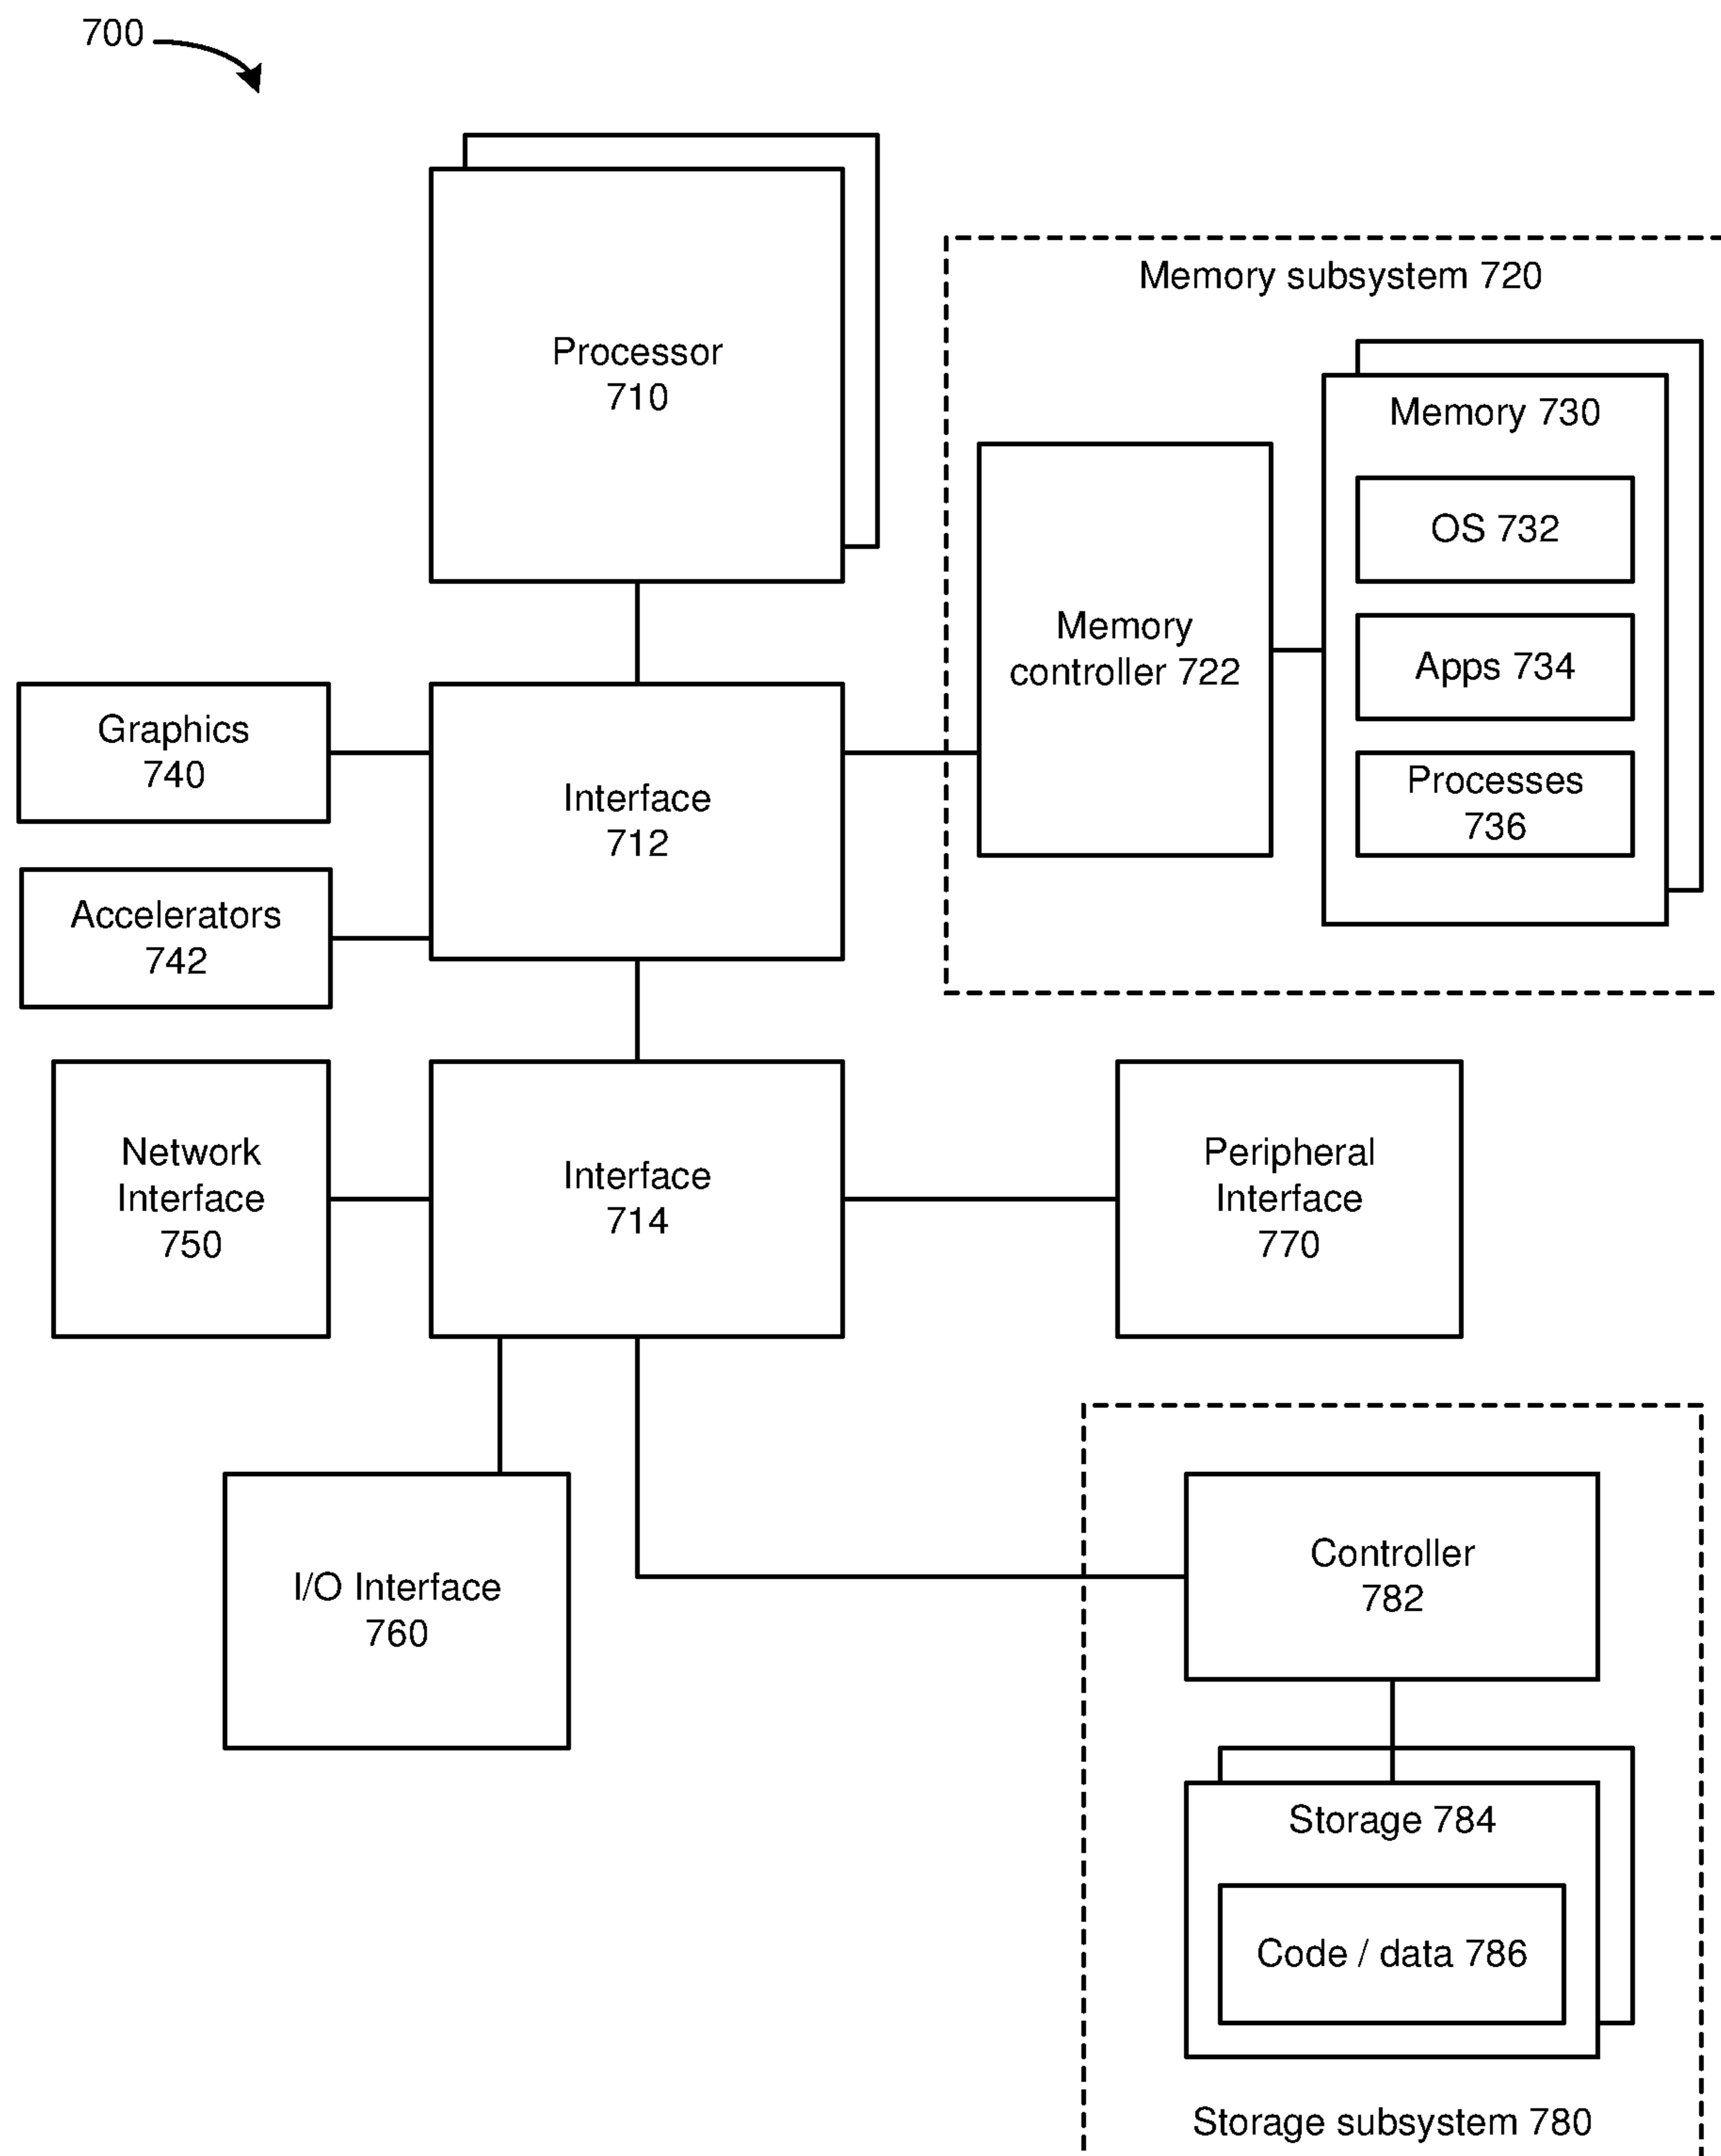 700
Processor
710
Memory subsystem 720
Memory 730
OS 732
Memory
controller 722
Apps 734
Processes
736
Graphics
740
Interface
712
Accelerators
742
Network
Interface
750
Interface
714
Peripheral
Interface
770
I/O Interface
760
Controller
782
Storage 784
Code / data 786
Storage subsystem 780